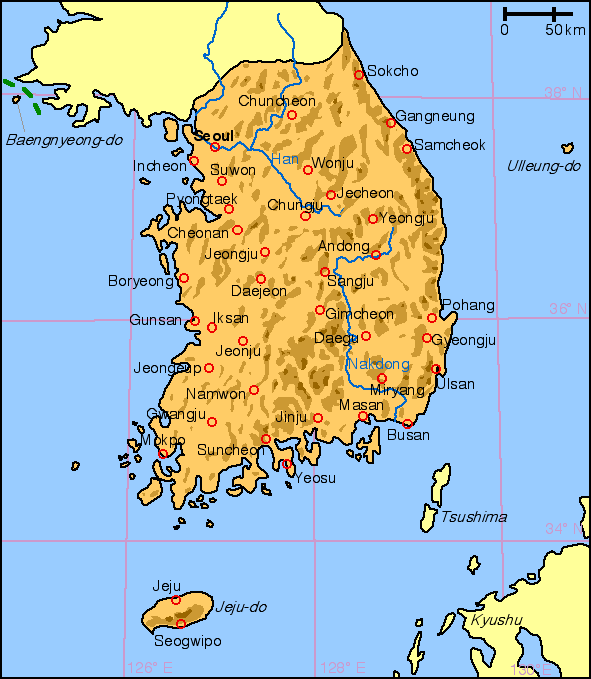 0 50km
Sokcho
38° N
Chuncheon
Gangneung
Baengnyeong-do
Seoul
Samcheok
Han
Incheon
Wonju
Ulleung-do
Suwon
Jecheon
Pyongtaek
Chungju
Yeongju
Cheonan
Andong
Jeongju
Boryeong
Sangju
Daejeon
Pohang
36° N
Gunsan
Iksan
Gimcheon
Daegu
Gyeongju
Jeonju
Jeongeup
Nakdong
Ulsan
Namwon
Miryang
Gwangju
Jinju
Masan
Mokpo
Suncheon
Busan
Yeosu
Tsushima
34° N
Jeju
Jeju-do
Kyushu
Seogwipo
126° E
128° E
130° E